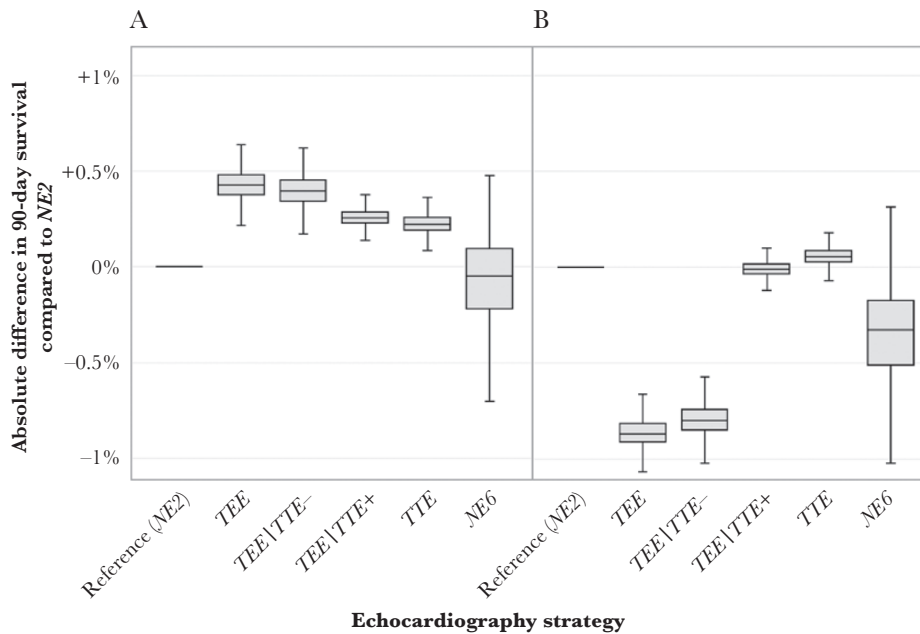 A
B
Absolute difference in 90-day survival
compared to NE2
+1%
+0.5%
0%
–0.5%
–1%
Reference (NE2)
TEE
TEE|TTE–
TEE|TTE+
TTE
NE6
Reference (NE2)
TEE
TEE|TTE–
TEE|TTE+
TTE
NE6
Echocardiography strategy